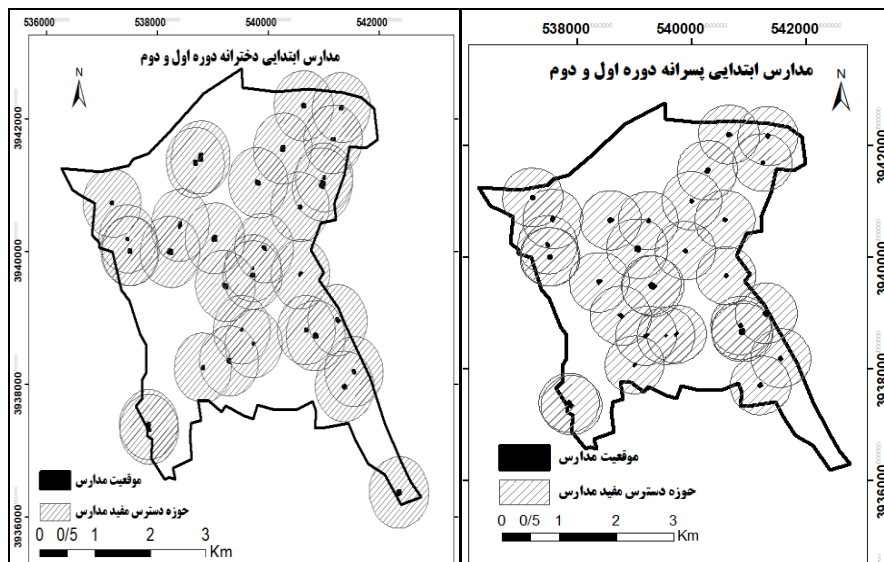 536000 538000 540000 542000
مدارس ابتدایی دخترانه دوره اول و دوم
N
3942000
3940000
3938000
3936000
موقعیت مدارس
حوزه دسترس مفید مدارس
0 0/5 1 2 3
Km
538000 540000 542000
مدارس ابتدایی پسرانه دوره اول و دوم
N
3942000
3940000
3938000
3936000
موقعیت مدارس
حوزه دسترس مفید مدارس
0 0/5 1 2 3
Km